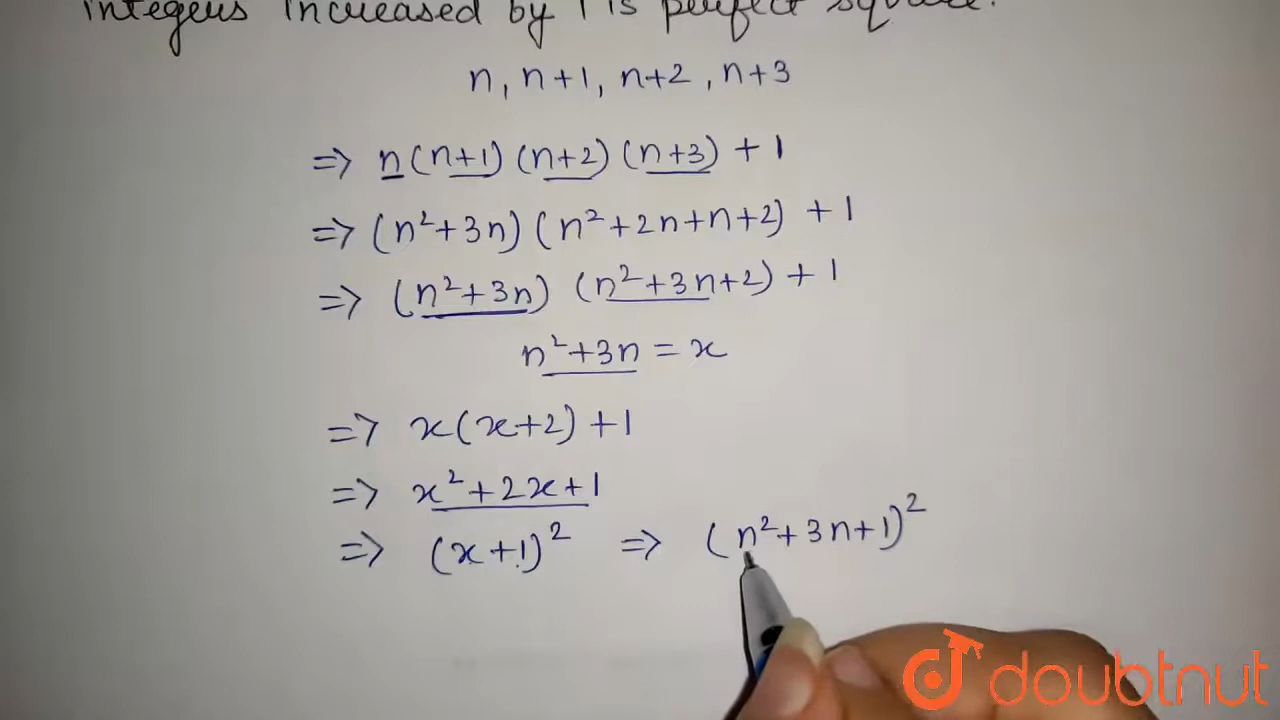 integers increased by 1 is perfect square.
n, n+1, n+2, n+3
=> n(n+1)(n+2)(n+3)+1
=> (n²+3n)(n²+2n+n+2)+1
=> (n²+3n)(n²+3n+2)+1
n²+3n = x
=> x(x+2)+1
=> x²+2x+1
=> (x+1)² => (n²+3n+1)²
doubtnut